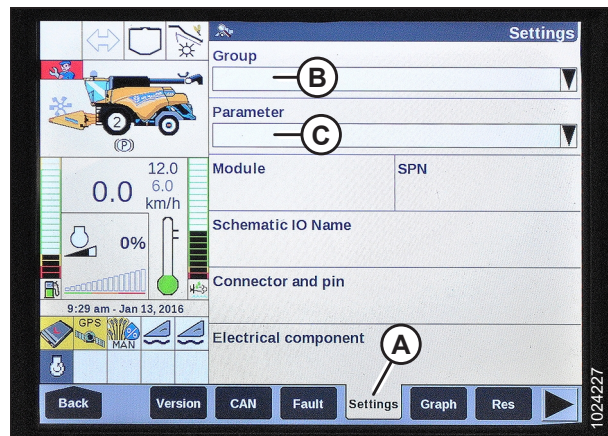 Settings
Group
B
Parameter
C
2
(P)
12.0
0.0 6.0
km/h
Module SPN
0%
Schematic IO Name
Connector and pin
9:29 am - Jan 13, 2016
GPS
MAN %
Electrical component
A
Back Version CAN Fault Settings Graph Res
1024227